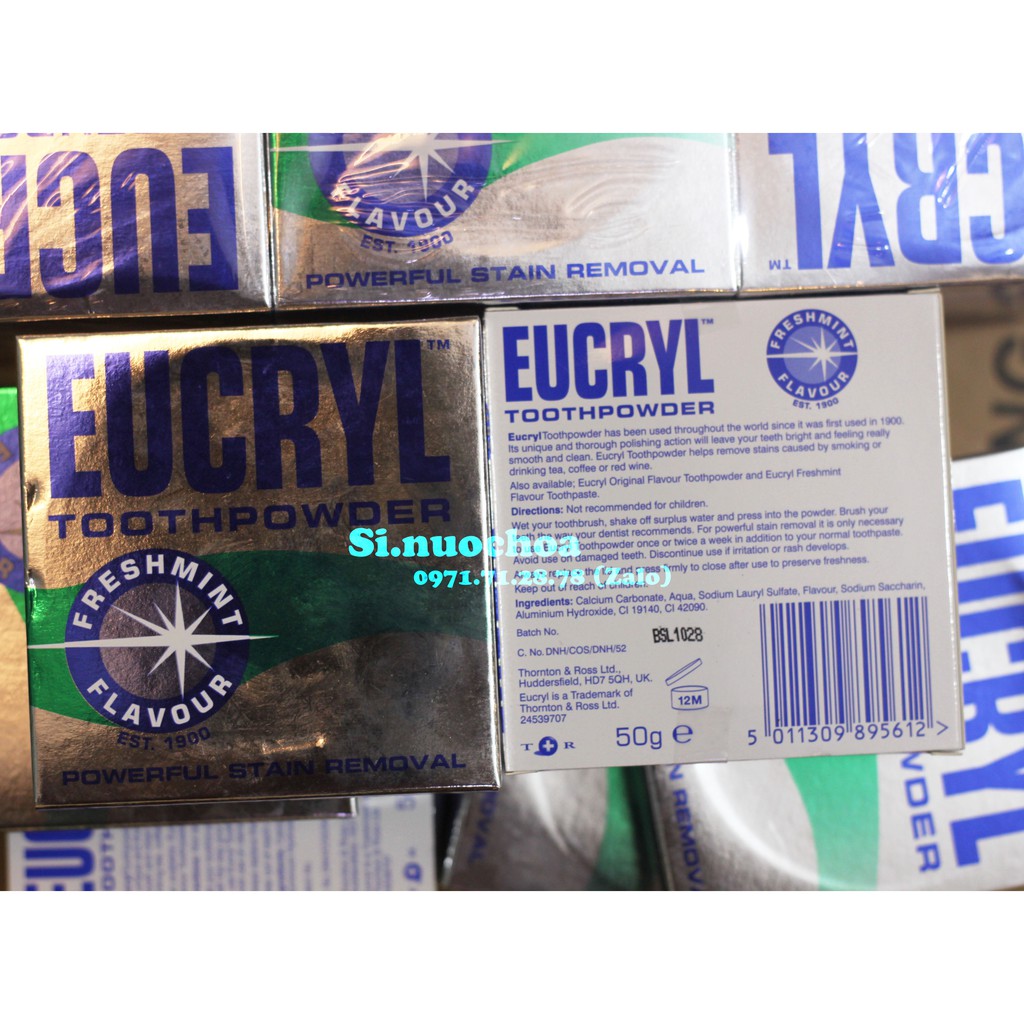 EUC
FLAVOUR
EST. 1900
POWERFUL STAIN REMOVAL
CRYL
TM
EUCRYL™
TOOTHPOWDER
FRESHMINT
FLAVOUR
EST. 1900
POWERFUL STAIN REMOVAL
EUCRYL™
TOOTHPOWDER
FRESHMINT
FLAVOUR
EST. 1900
Eucryl Toothpowder has been used throughout the world since it was first used in 1900.
Its unique and thorough polishing action will leave your teeth bright and feeling really
smooth and clean. Eucryl Toothpowder helps remove stains caused by smoking or
drinking tea, coffee or red wine.
Also available; Eucryl Original Flavour Toothpowder and Eucryl Freshmint
Flavour Toothpaste.
Directions: Not recommended for children.
Wet your toothbrush, shake off surplus water and press into the powder. Brush your
the way your dentist recommends. For powerful stain removal it is only necessary
toothpowder once or twice a week in addition to your normal toothpaste.
Avoid use on damaged teeth. Discontinue use if irritation or rash develops.
press firmly to close after use to preserve freshness.
Keep out of reach of children.
Ingredients: Calcium Carbonate, Aqua, Sodium Lauryl Sulfate, Flavour, Sodium Saccharin,
Aluminium Hydroxide, CI 19140, CI 42090.
Batch No. BSL1028
C. No. DNH/COS/DNH/52
Thornton & Ross Ltd.,
Huddersfield, HD7 5QH, UK.
Eucryl is a Trademark of
Thornton & Ross Ltd.
24539707
12M
T R
50g e
5 011309 895612 >
Si.nuochoa
0971.71.28.78 (Zalo)
EUCRYL